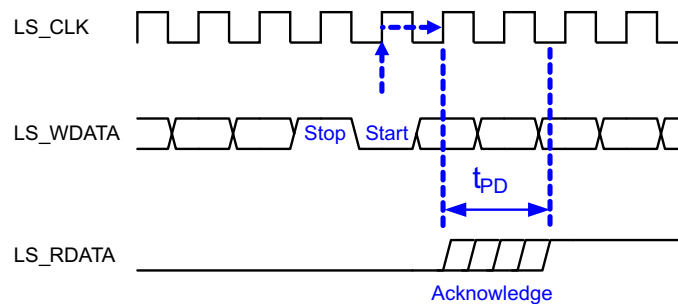 LS_CLK
LS_WDATA
Stop
Start
tPD
LS_RDATA
Acknowledge